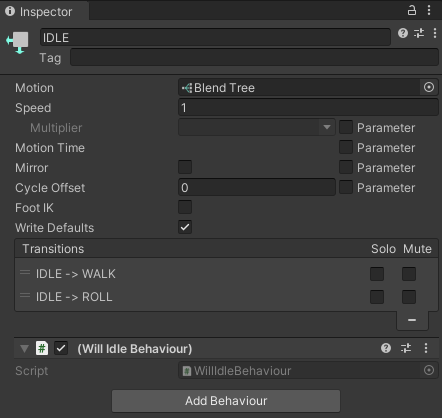 Inspector
IDLE
Tag
Motion Blend Tree
Speed 1
Multiplier Parameter
Motion Time Parameter
Mirror Parameter
Cycle Offset 0 Parameter
Foot IK
Write Defaults
Transitions Solo Mute
IDLE -> WALK
IDLE -> ROLL
(Will Idle Behaviour)
Script WillIdleBehaviour
Add Behaviour